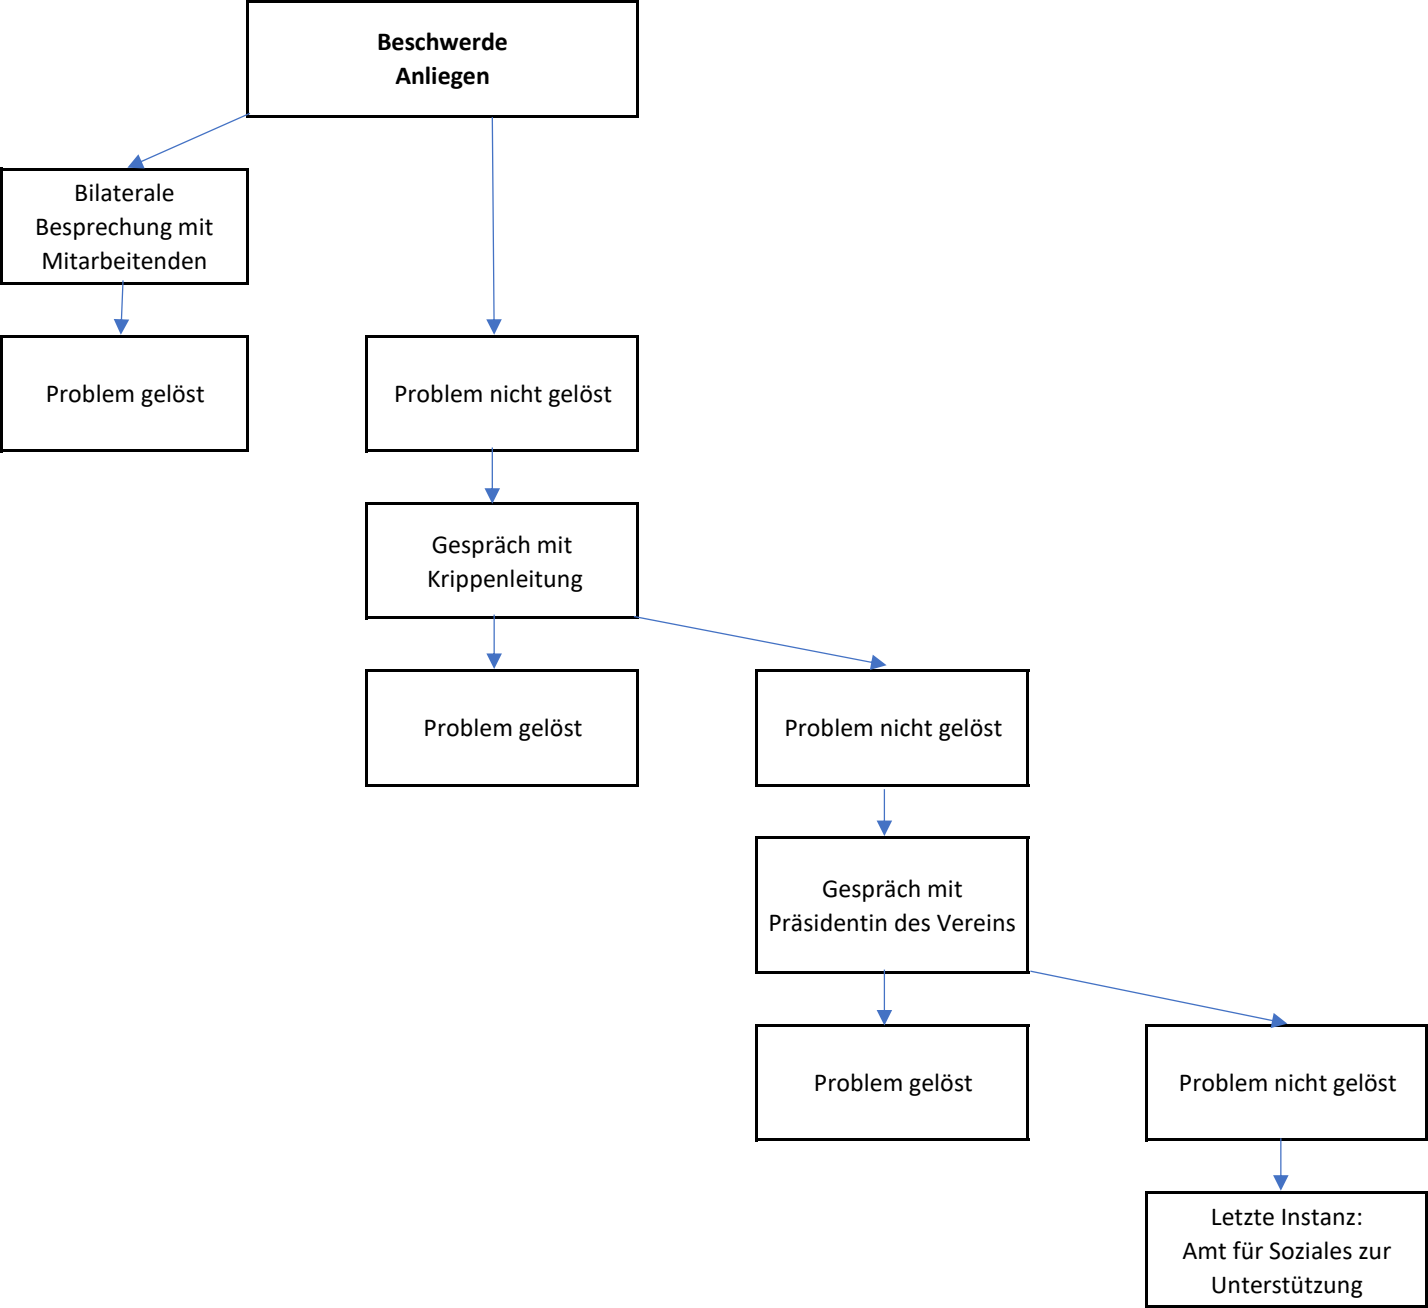 Beschwerde
Anliegen
Bilaterale
Besprechung mit
Mitarbeitenden
Problem gelöst
Problem nicht gelöst
Gespräch mit
Krippenleitung
Problem gelöst
Problem nicht gelöst
Gespräch mit
Präsidentin des Vereins
Problem gelöst
Problem nicht gelöst
Letzte Instanz:
Amt für Soziales zur
Unterstützung